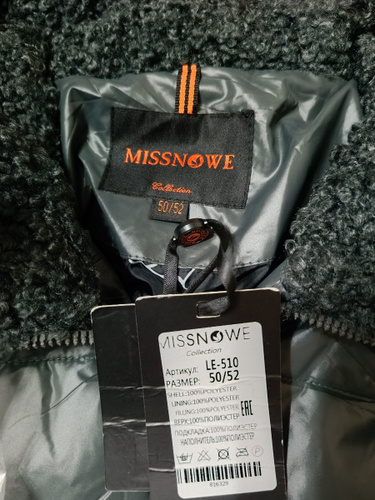 MISSNOWE
Collection
50/52
MISSNOWE
Collection
Артикул: LE-510
РАЗМЕР: 50/52
SHELL:100%POLYESTER
LINING:100%POLYESTER
FILLING:100%POLYESTER
ВЕРХ:100%ПОЛИЭСТЕР
ПОДКЛАДКА:100%ПОЛИЭСТЕР
НАПОЛНИТЕЛЬ:100%ПОЛИЭСТЕР
EAC